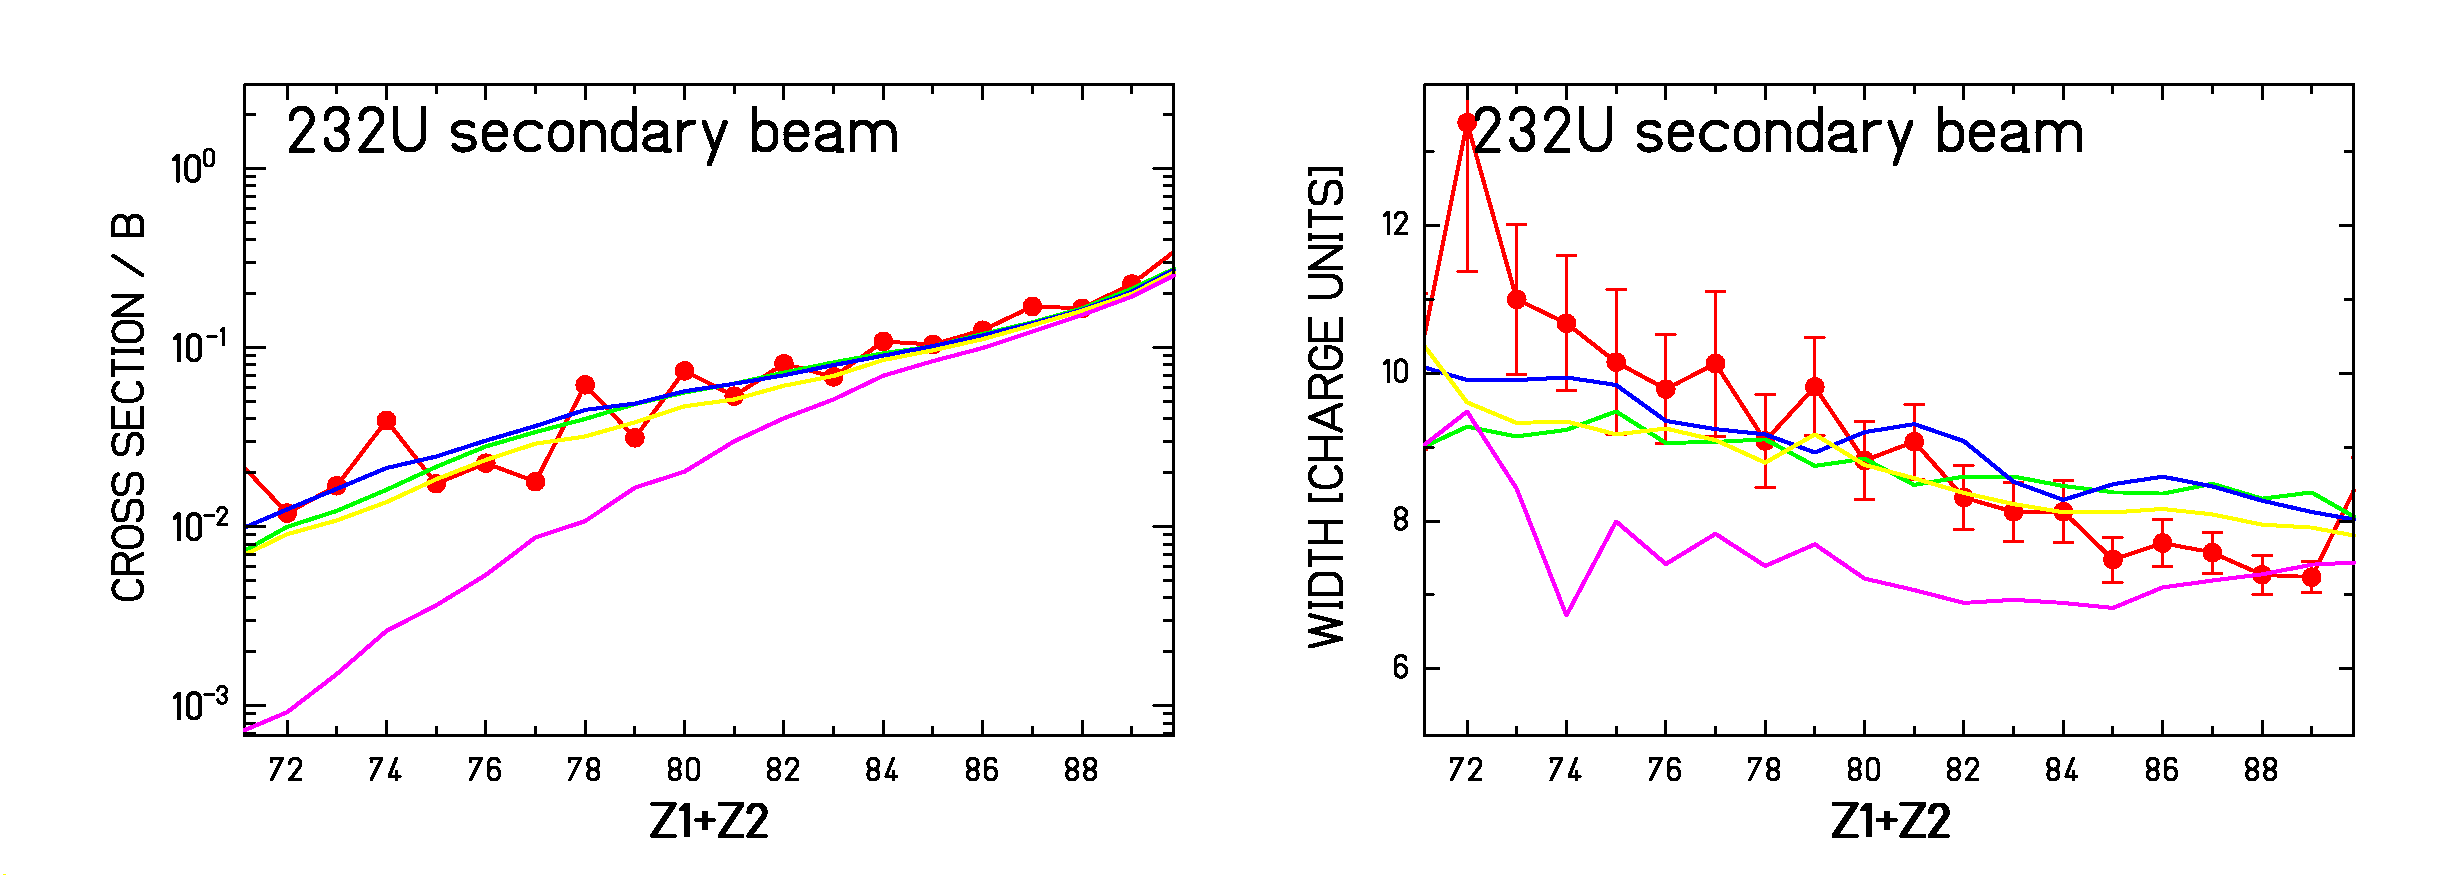 232U secondary beam
CROSS SECTION / B
10^0
10^-1
10^-2
10^-3
72 74 76 78 80 82 84 86 88
Z1+Z2
232U secondary beam
WIDTH [CHARGE UNITS]
12
10
8
6
72 74 76 78 80 82 84 86 88
Z1+Z2